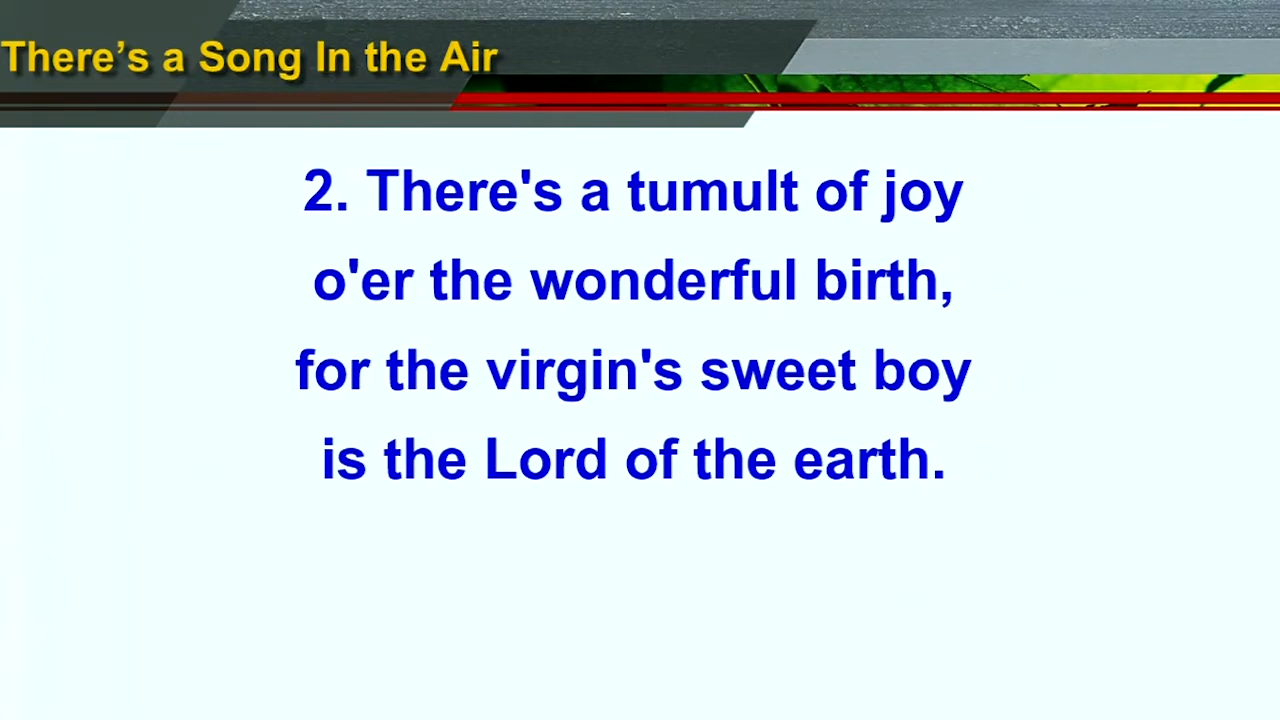 There’s a Song In the Air
2. There's a tumult of joy
o'er the wonderful birth,
for the virgin's sweet boy
is the Lord of the earth.